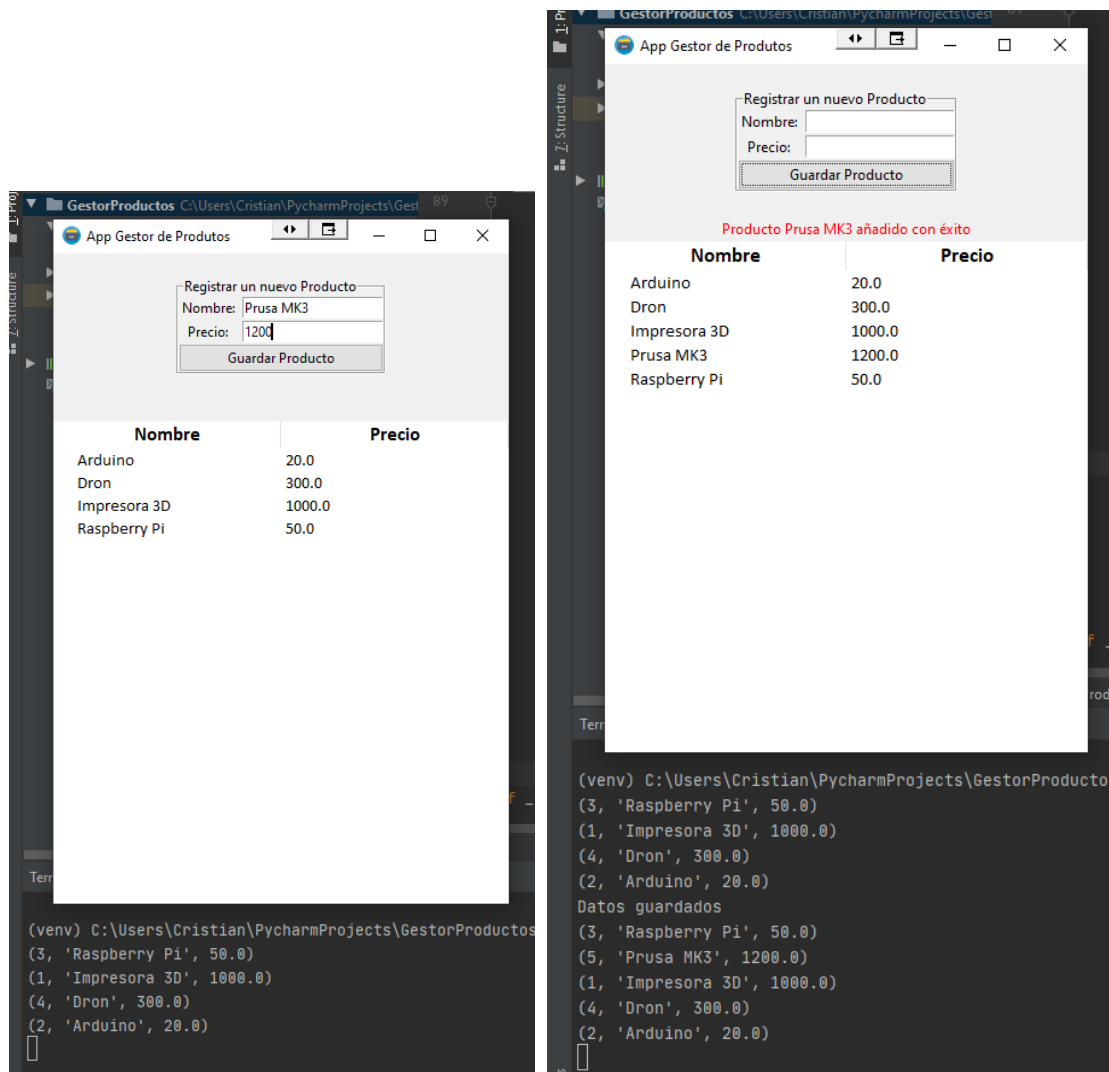 GestorProductos C:\Users\Cristian\PycharmProjects\Gest 89
App Gestor de Produtos
Registrar un nuevo Producto
Nombre: Prusa MK3
Precio: 1200
Guardar Producto
Nombre Precio
Arduino 20.0
Dron 300.0
Impresora 3D 1000.0
Raspberry Pi 50.0
Terr
(venv) C:\Users\Cristian\PycharmProjects\GestorProductos
(3, 'Raspberry Pi', 50.0)
(1, 'Impresora 3D', 1000.0)
(4, 'Dron', 300.0)
(2, 'Arduino', 20.0)
GestorProductos C:\Users\Cristian\PycharmProjects\Gest
App Gestor de Produtos
Z: Structure
Registrar un nuevo Producto
Nombre:
Precio:
Guardar Producto
Producto Prusa MK3 añadido con éxito
Nombre Precio
Arduino 20.0
Dron 300.0
Impresora 3D 1000.0
Prusa MK3 1200.0
Raspberry Pi 50.0
rod
Terr
(venv) C:\Users\Cristian\PycharmProjects\GestorProducto
(3, 'Raspberry Pi', 50.0)
(1, 'Impresora 3D', 1000.0)
(4, 'Dron', 300.0)
(2, 'Arduino', 20.0)
Datos guardados
(3, 'Raspberry Pi', 50.0)
(5, 'Prusa MK3', 1200.0)
(1, 'Impresora 3D', 1000.0)
(4, 'Dron', 300.0)
(2, 'Arduino', 20.0)